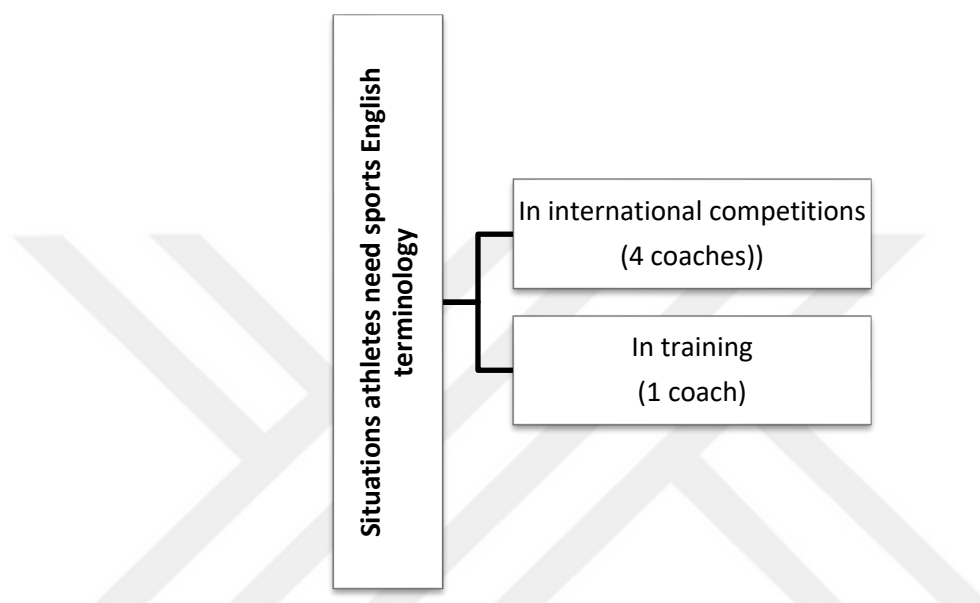 Situations athletes need sports English
terminology
In international competitions
(4 coaches))
In training
(1 coach)